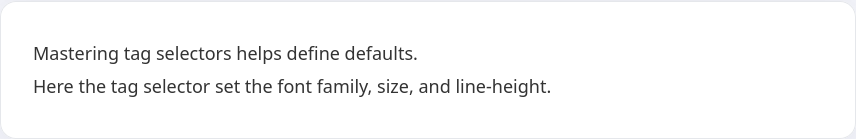 Mastering tag selectors helps define defaults.
Here the tag selector set the font family, size, and line-height.